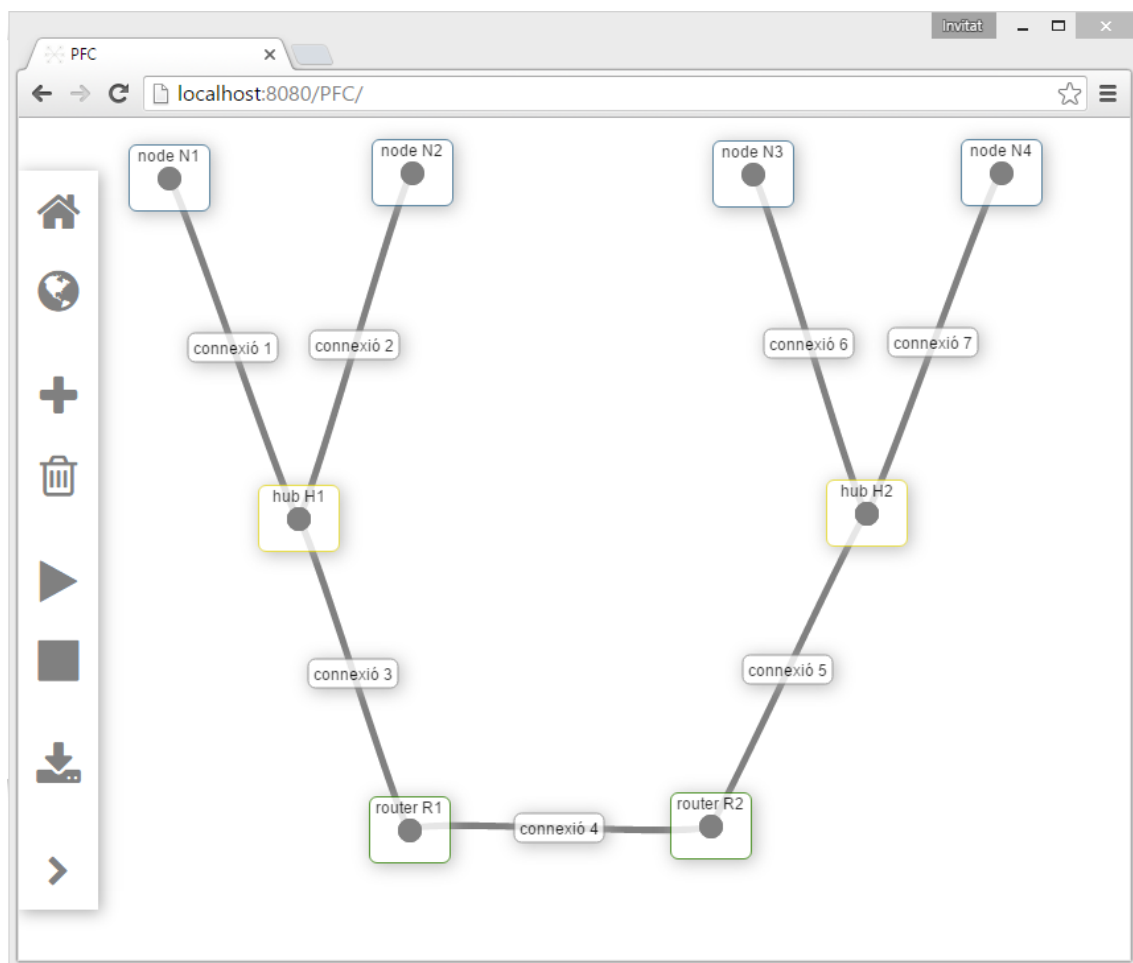 Invitat
PFC
localhost:8080/PFC/
node N1
node N2
node N3
node N4
connexió 1
connexió 2
connexió 6
connexió 7
hub H1
hub H2
connexió 3
connexió 5
router R1
router R2
connexió 4